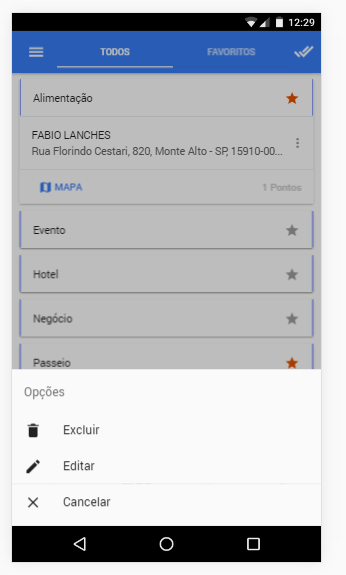 12:29
TODOS FAVORITOS
Alimentação
FABIO LANCHES
Rua Florindo Cestari, 820, Monte Alto - SP, 15910-00...
MAPA 1 Pontos
Evento
Hotel
Negócio
Passeio
Opções
Excluir
Editar
Cancelar